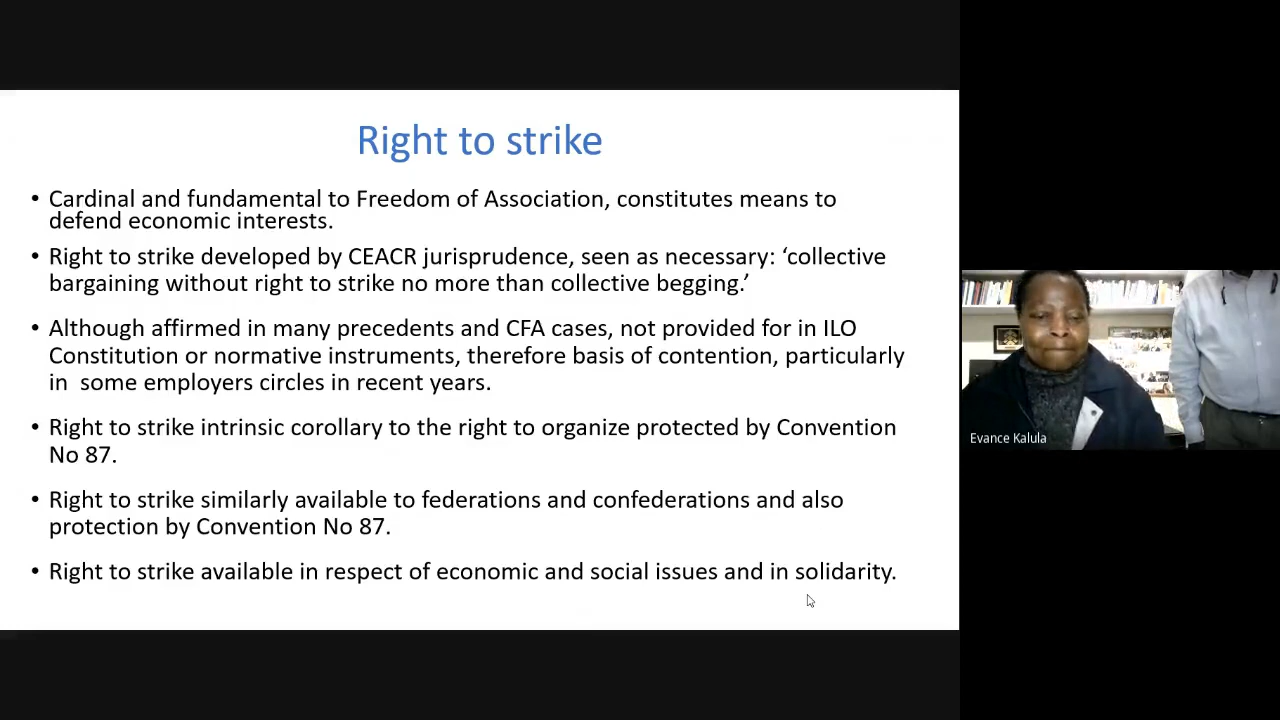 Right to strike
• Cardinal and fundamental to Freedom of Association, constitutes means to
defend economic interests.
• Right to strike developed by CEACR jurisprudence, seen as necessary: ‘collective
bargaining without right to strike no more than collective begging.’
• Although affirmed in many precedents and CFA cases, not provided for in ILO
Constitution or normative instruments, therefore basis of contention, particularly
in  some employers circles in recent years.
• Right to strike intrinsic corollary to the right to organize protected by Convention
No 87.
• Right to strike similarly available to federations and confederations and also
protection by Convention No 87.
• Right to strike available in respect of economic and social issues and in solidarity.
Evance Kalula